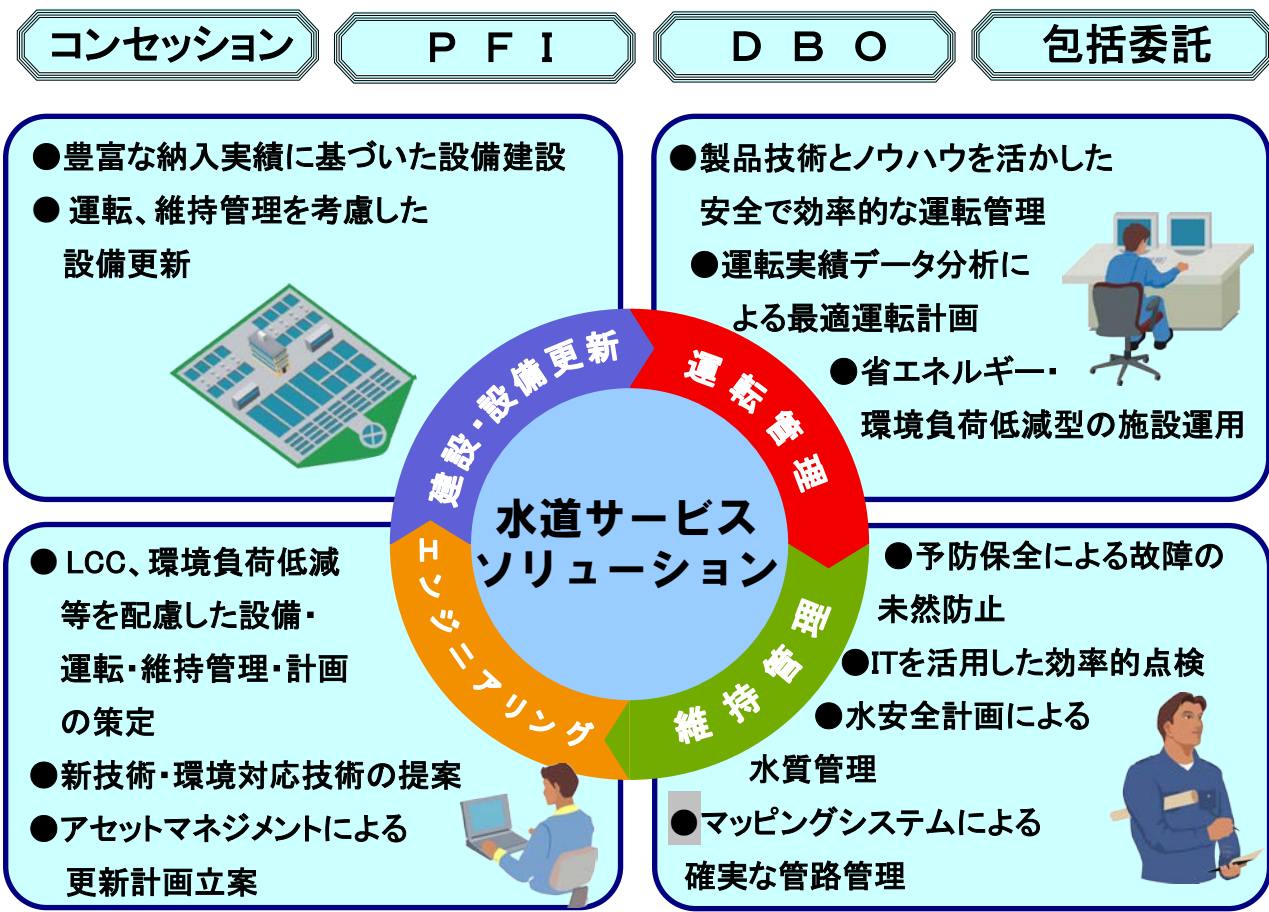 コンセッション
ＰＦＩ
ＤＢＯ
包括委託
●豊富な納入実績に基づいた設備建設
● 運転、維持管理を考慮した
設備更新
●製品技術とノウハウを活かした
安全で効率的な運転管理
●運転実績データ分析に
よる最適運転計画
●省エネルギー・
環境負荷低減型の施設運用
建設・設備更新
運転管理
水道サービス
ソリューション
エンジニアリング
維持管理
● LCC、環境負荷低減
等を配慮した設備・
運転・維持管理・計画
の策定
●新技術・環境対応技術の提案
●アセットマネジメントによる
更新計画立案
●予防保全による故障の
未然防止
●ITを活用した効率的点検
●水安全計画による
水質管理
●マッピングシステムによる
確実な管路管理